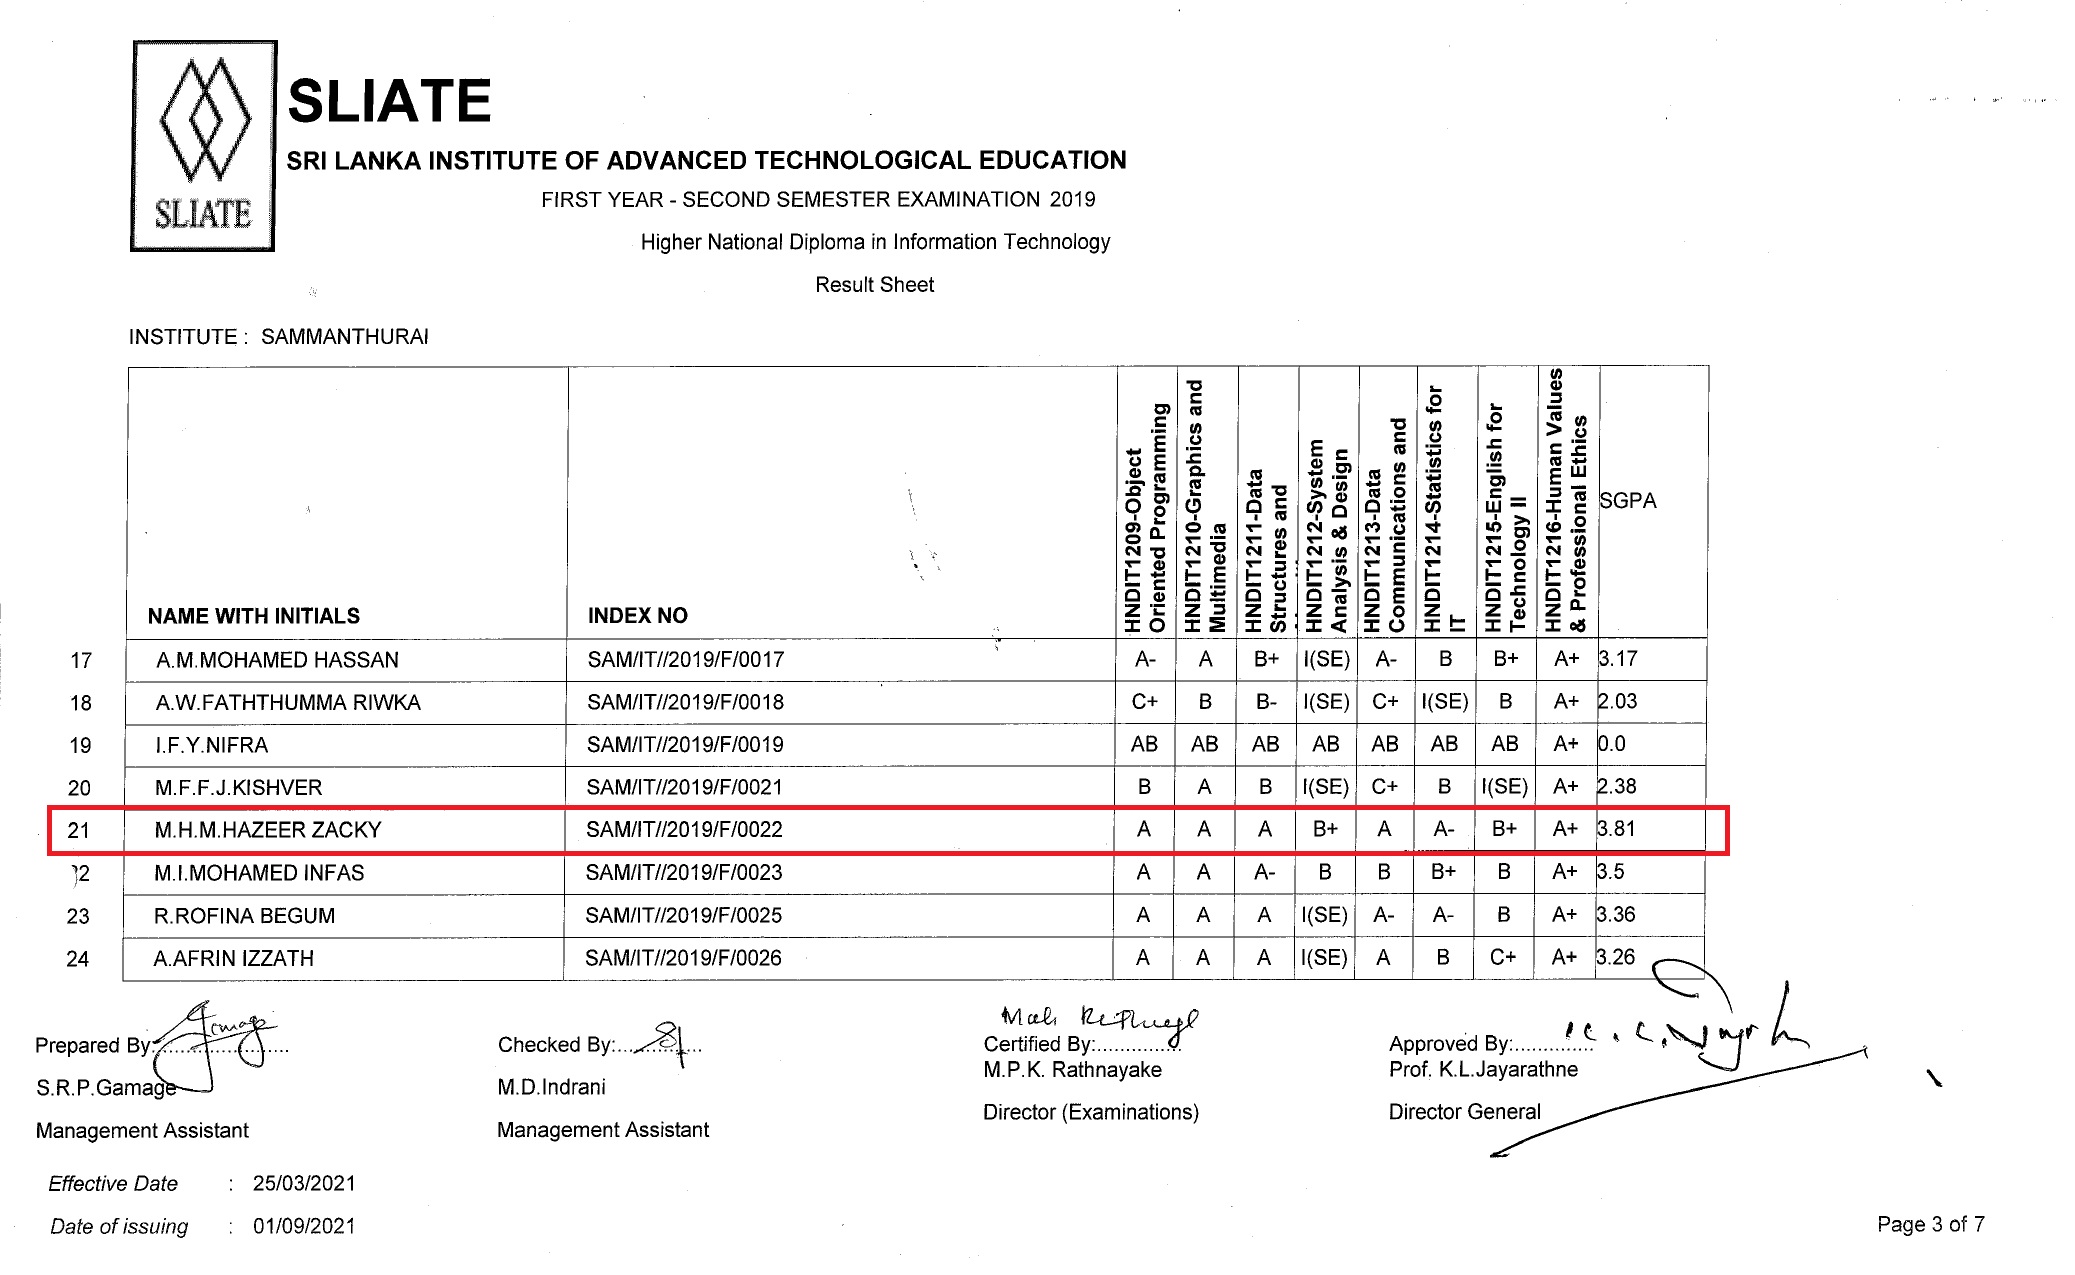 SLIATE
SLIATE
SRI LANKA INSTITUTE OF ADVANCED TECHNOLOGICAL EDUCATION
FIRST YEAR - SECOND SEMESTER EXAMINATION 2019
Higher National Diploma in Information Technology
Result Sheet
INSTITUTE : SAMMANTHURAI
NAME WITH INITIALS INDEX NO HNDIT1209-Object Oriented Programming HNDIT1210-Graphics and Multimedia HNDIT1211-Data Structures and HNDIT1212-System Analysis & Design HNDIT1213-Data Communications and HNDIT1214-Statistics for IT HNDIT1215-English for Technology II HNDIT1216-Human Values & Professional Ethics SGPA
17 A.M.MOHAMED HASSAN SAM/IT//2019/F/0017 A- A B+ I(SE) A- B B+ A+ 3.17
18 A.W.FATHTHUMMA RIWKA SAM/IT//2019/F/0018 C+ B B- I(SE) C+ I(SE) B A+ 2.03
19 I.F.Y.NIFRA SAM/IT//2019/F/0019 AB AB AB AB AB AB AB A+ 0.0
20 M.F.F.J.KISHVER SAM/IT//2019/F/0021 B A B I(SE) C+ B I(SE) A+ 2.38
21 M.H.M.HAZEER ZACKY SAM/IT//2019/F/0022 A A A B+ A A- B+ A+ 3.81
22 M.I.MOHAMED INFAS SAM/IT//2019/F/0023 A A A- B B B+ B A+ 3.5
23 R.ROFINA BEGUM SAM/IT//2019/F/0025 A A A I(SE) A- A- B A+ 3.36
24 A.AFRIN IZZATH SAM/IT//2019/F/0026 A A A I(SE) A B C+ A+ 3.26
Prepared By:...................... Checked By:.............. Certified By:.............. Approved By:.............
S.R.P.Gamage M.D.Indrani M.P.K. Rathnayake Prof. K.L.Jayarathne
Management Assistant Management Assistant Director (Examinations) Director General
Effective Date : 25/03/2021
Date of issuing : 01/09/2021
Page 3 of 7